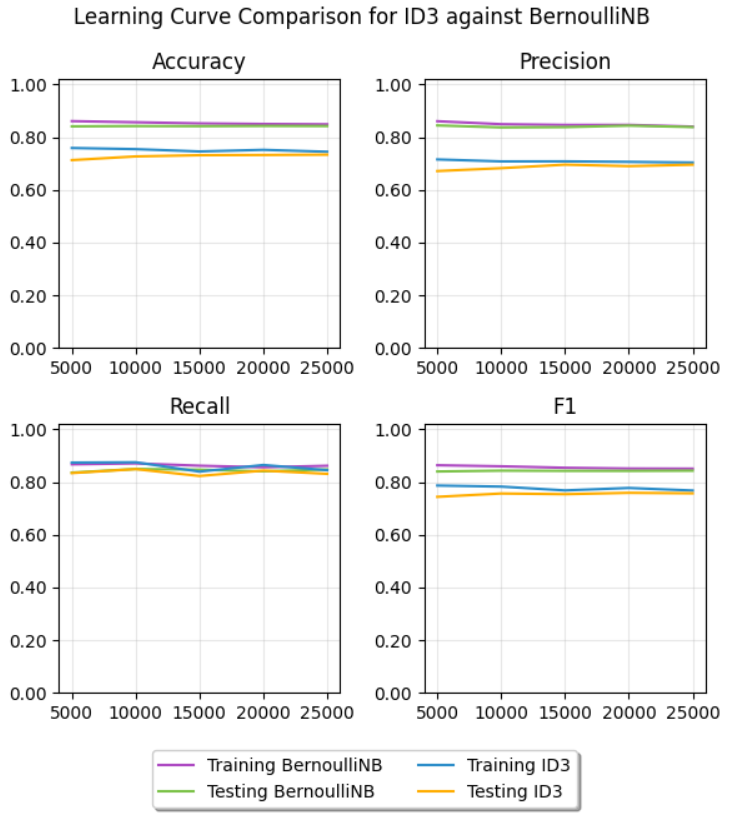 Learning Curve Comparison for ID3 against BernoulliNB
Accuracy
1.00
0.80
0.60
0.40
0.20
0.00
5000 10000 15000 20000 25000
Precision
1.00
0.80
0.60
0.40
0.20
0.00
5000 10000 15000 20000 25000
Recall
1.00
0.80
0.60
0.40
0.20
0.00
5000 10000 15000 20000 25000
F1
1.00
0.80
0.60
0.40
0.20
0.00
5000 10000 15000 20000 25000
Training BernoulliNB
Testing BernoulliNB
Training ID3
Testing ID3